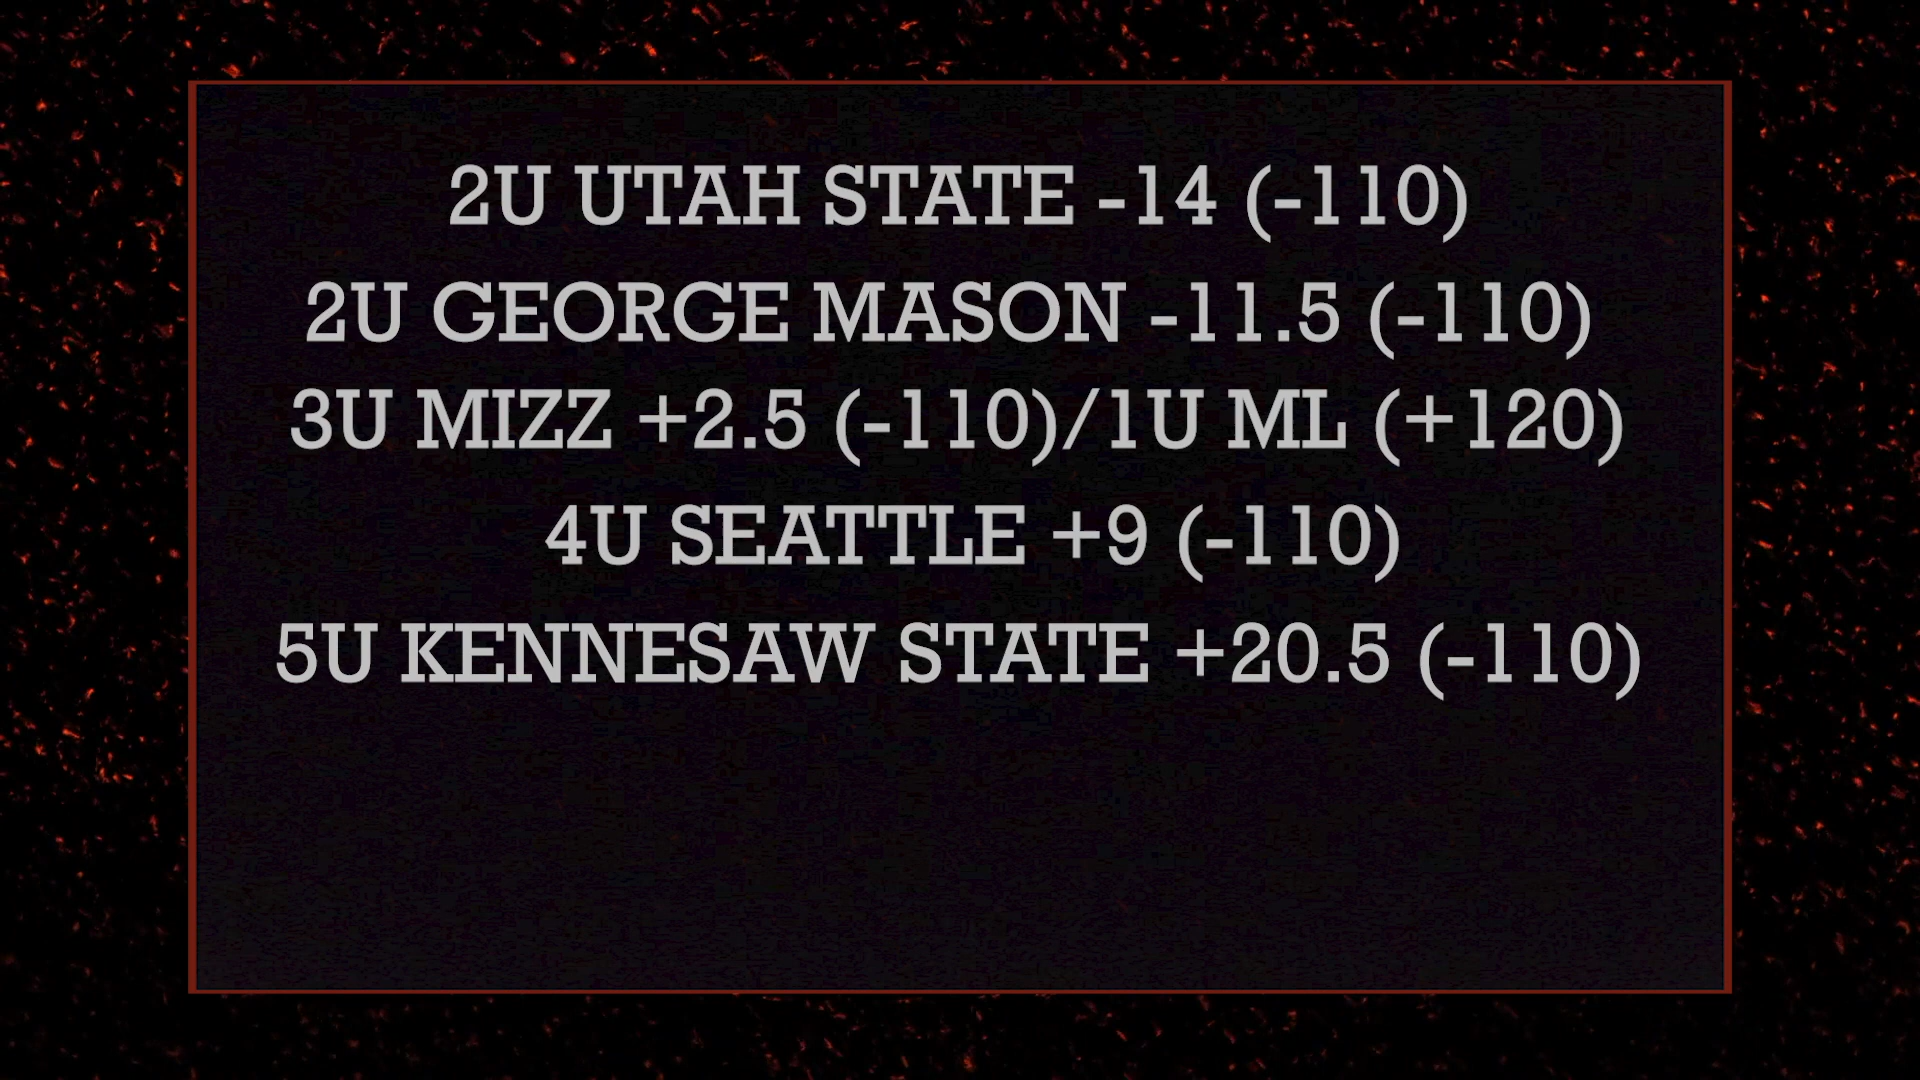 2U UTAH STATE -14 (-110)
2U GEORGE MASON -11.5 (-110)
3U MIZZ +2.5 (-110)/1U ML (+120)
4U SEATTLE +9 (-110)
5U KENNESAW STATE +20.5 (-110)